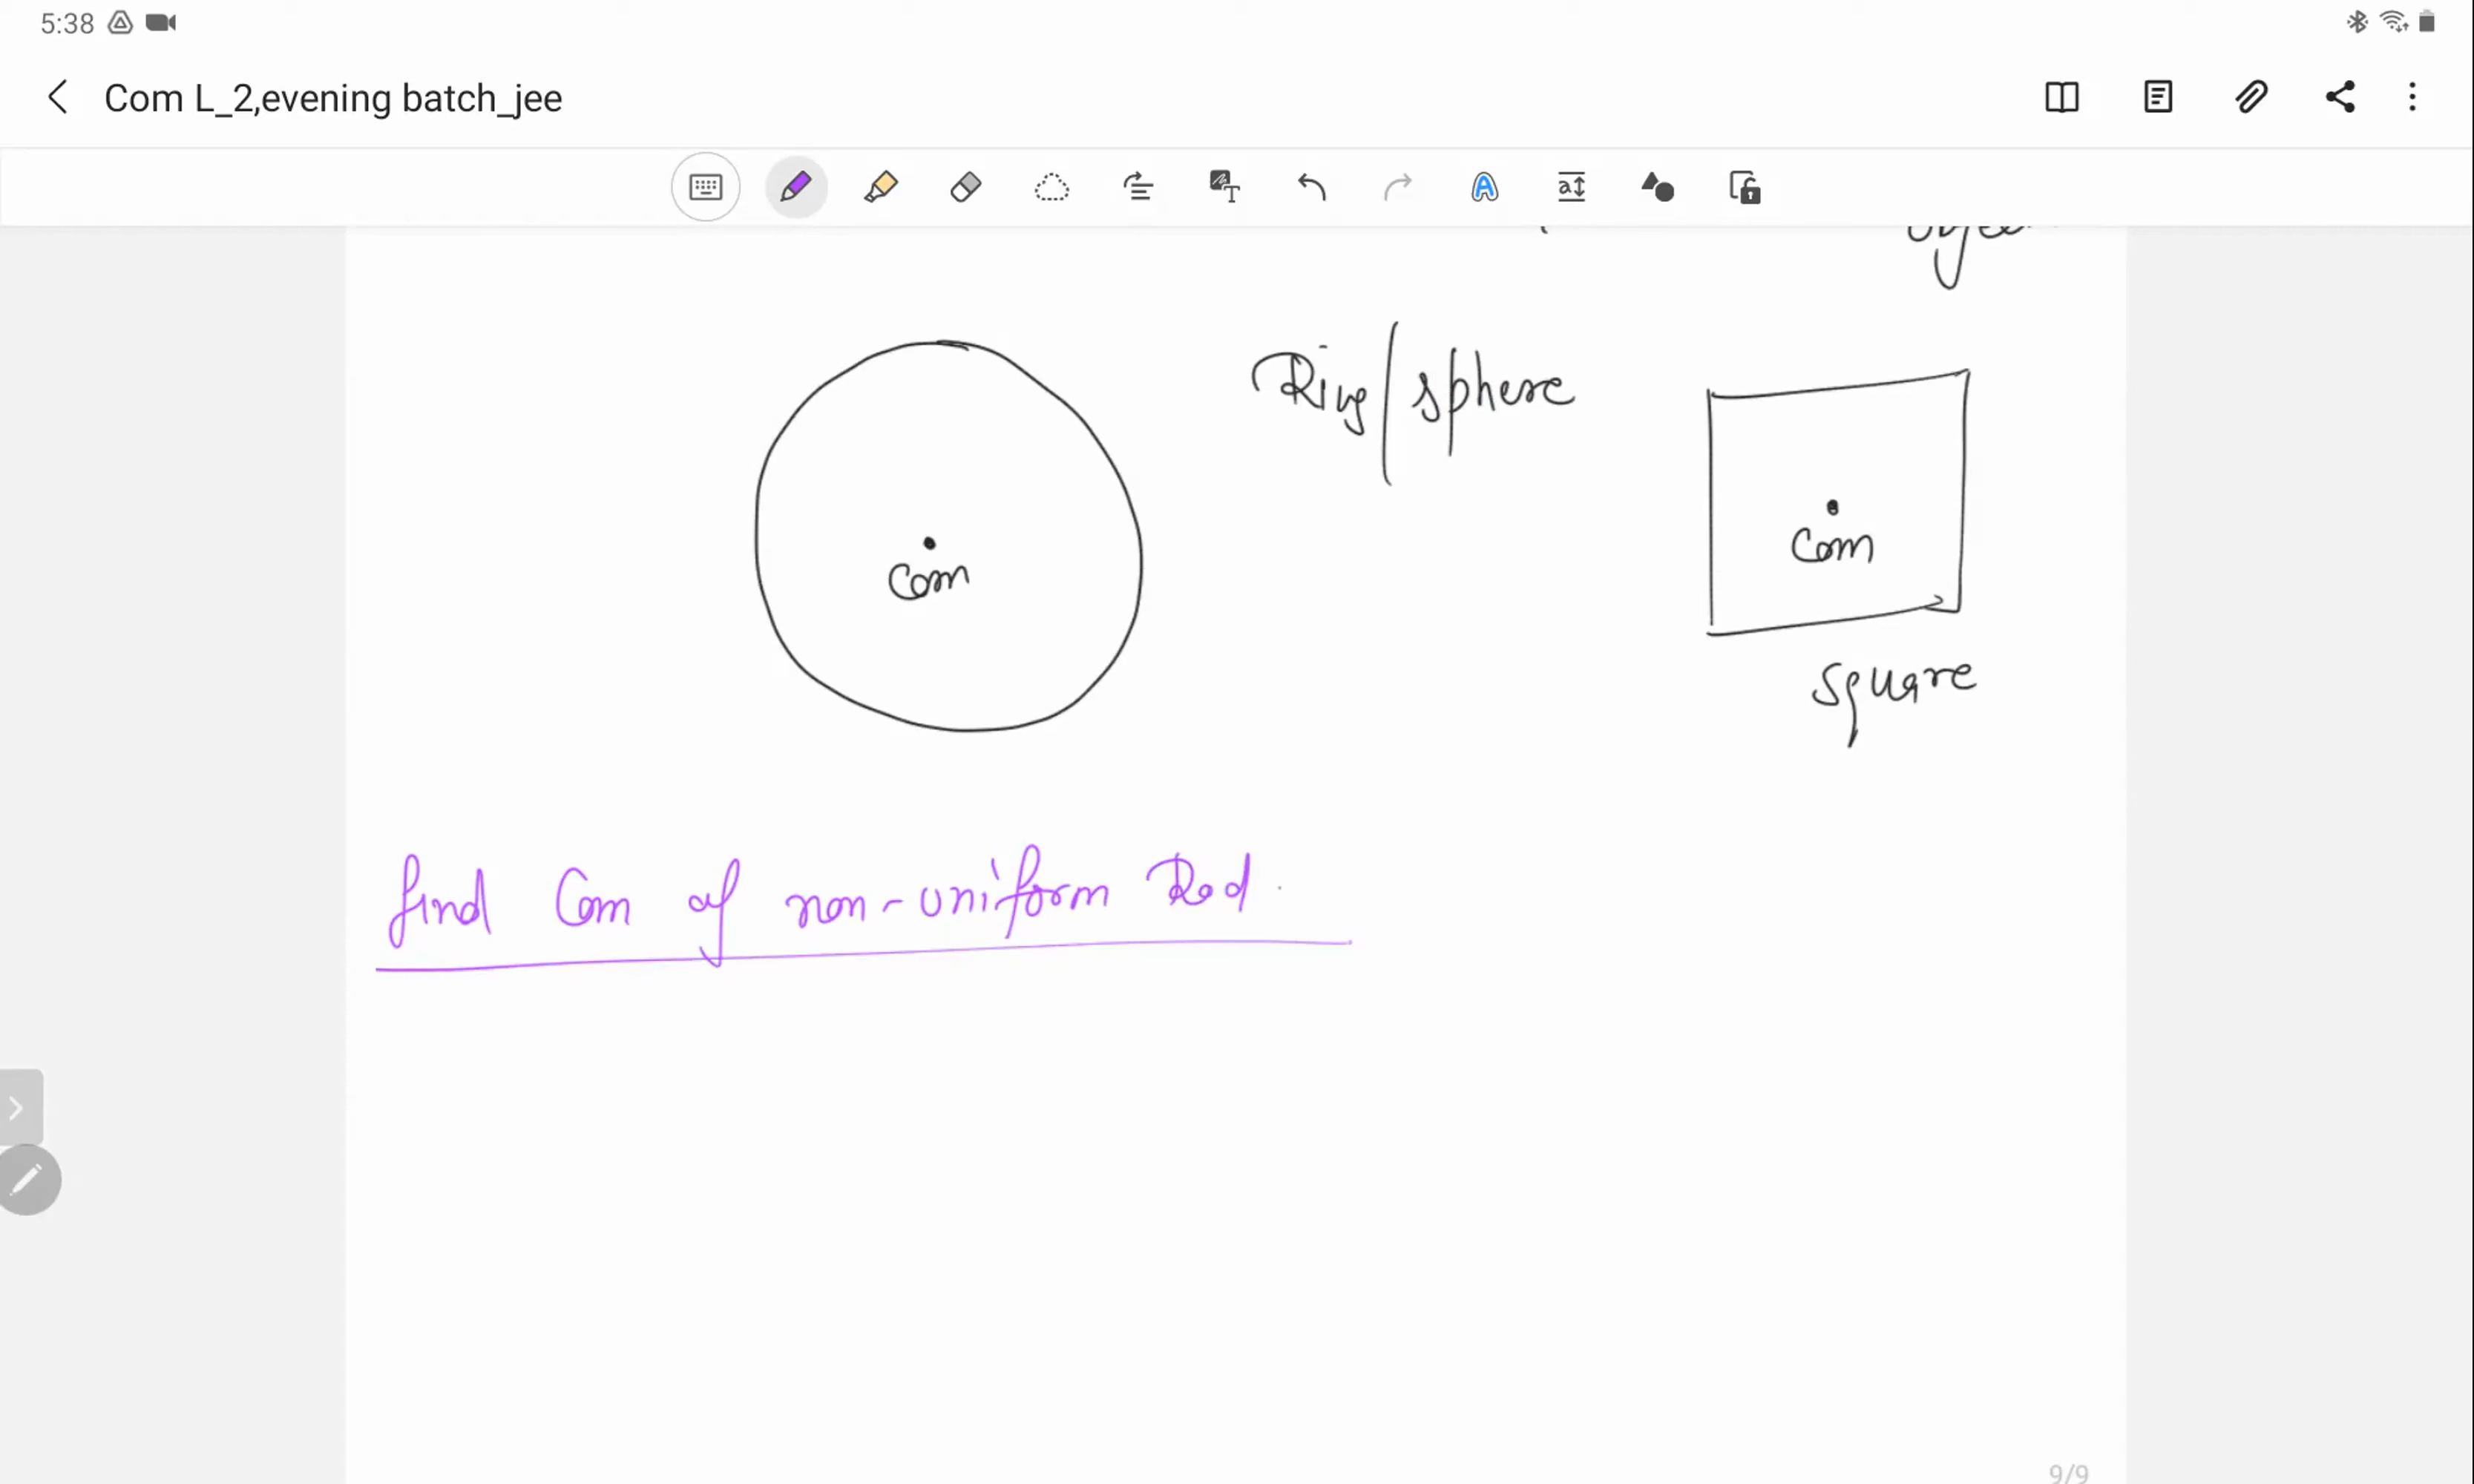 5:38
Com L_2,evening batch_jee
Ring/sphere
Com
Com
square
find Com of non-uniform Rod.
9/9